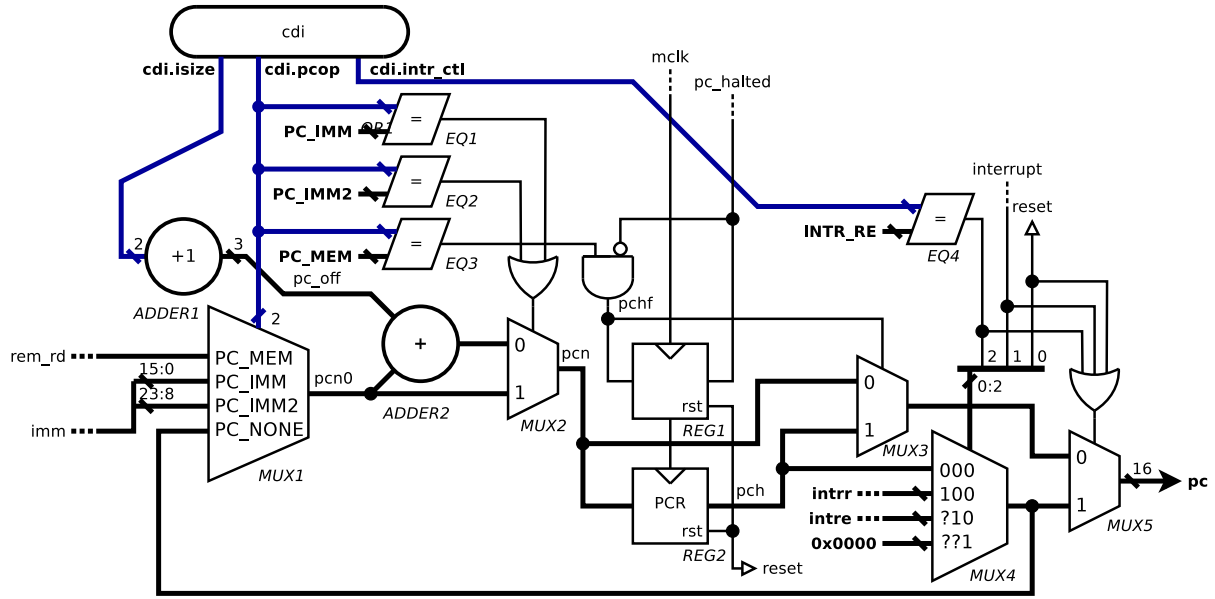 cdi
cdi.isize
cdi.pcop
cdi.intr_ctl
mclk
pc_halted
PC_IMM
=
EQ1
PC_IMM2
=
EQ2
PC_MEM
=
EQ3
interrupt
reset
INTR_RE
=
EQ4
2
+1
3
ADDER1
pc_off
2
pchf
rem_rd
15:0
23:8
imm
PC_MEM
PC_IMM
PC_IMM2
PC_NONE
MUX1
pcn0
+
ADDER2
0
1
MUX2
pcn
rst
REG1
PCR
rst
REG2
pch
reset
0
1
MUX3
2 1 0
0:2
000
intrr 100
intre ?10
0x0000 ??1
MUX4
0
1
MUX5
16
pc